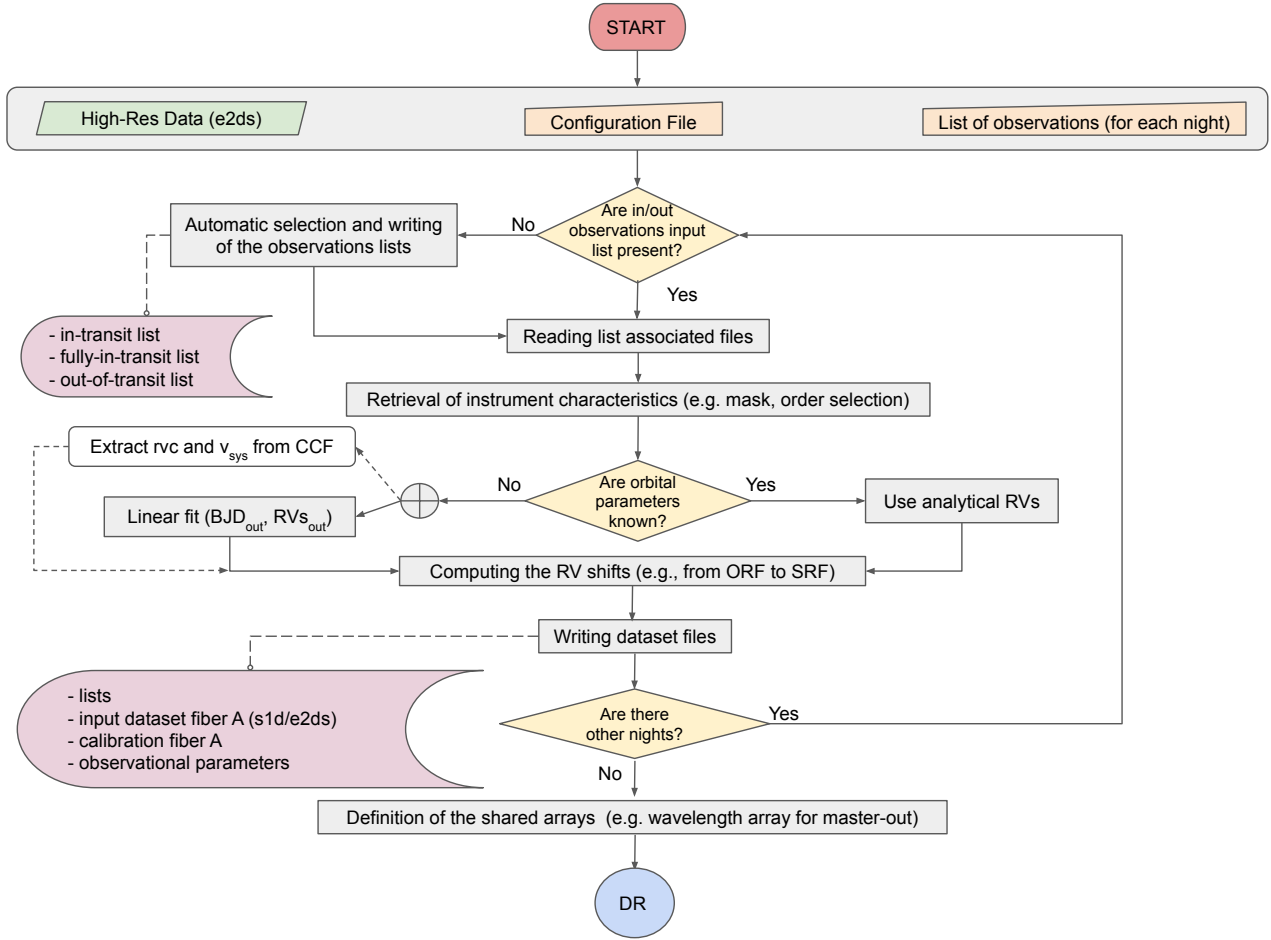 START
High-Res Data (e2ds)
Configuration File
List of observations (for each night)
Are in/out
observations input
list present?
No
Automatic selection and writing
of the observations lists
Yes
- in-transit list
- fully-in-transit list
- out-of-transit list
Reading list associated files
Retrieval of instrument characteristics (e.g. mask, order selection)
Extract rvc and vsys from CCF
Are orbital
parameters
known?
No
Yes
Linear fit (BJDout, RVsout)
Use analytical RVs
Computing the RV shifts (e.g., from ORF to SRF)
Writing dataset files
- lists
- input dataset fiber A (s1d/e2ds)
- calibration fiber A
- observational parameters
Are there
other nights?
Yes
No
Definition of the shared arrays (e.g. wavelength array for master-out)
DR